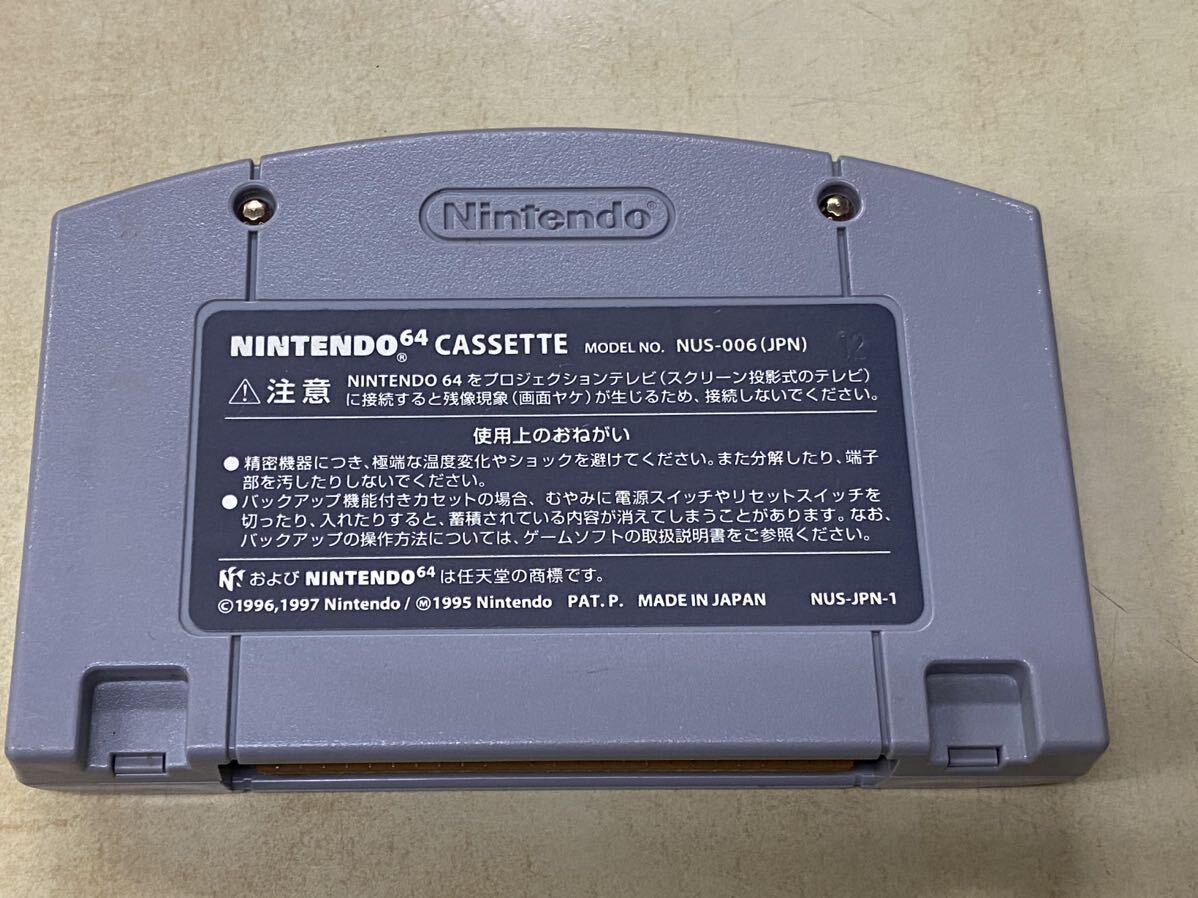 Nintendo®
NINTENDO®64 CASSETTE MODEL NO. NUS-006(JPN) 12
⚠注意 NINTENDO 64をプロジェクションテレビ(スクリーン投影式のテレビ)
に接続すると残像現象(画面ヤケ)が生じるため、接続しないでください。
使用上のおねがい
●精密機器につき、極端な温度変化やショックを避けてください。また分解したり、端子
部を汚したりしないでください。
●バックアップ機能付きカセットの場合、むやみに電源スイッチやリセットスイッチを
切ったり、入れたりすると、蓄積されている内容が消えてしまうことがあります。なお、
バックアップの操作方法については、ゲームソフトの取扱説明書をご参照ください。
および NINTENDO64 は任天堂の商標です。
©1996,1997 Nintendo/Ⓜ1995 Nintendo PAT.P. MADE IN JAPAN NUS-JPN-1